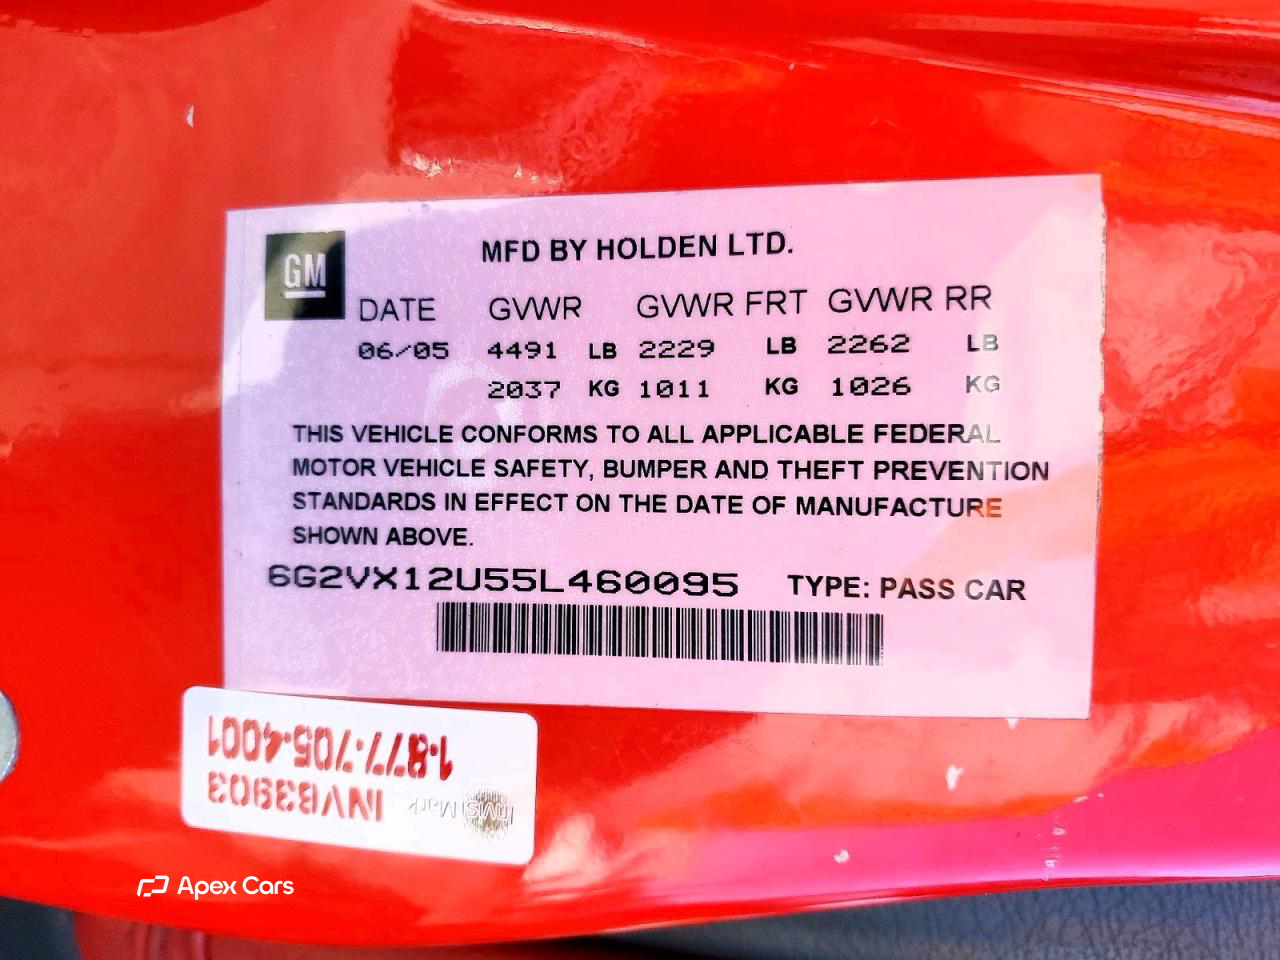 GM
MFD BY HOLDEN LTD.
DATE GVWR GVWR FRT GVWR RR
06/05 4491 LB 2229 LB 2262 LB
2037 KG 1011 KG 1026 KG
THIS VEHICLE CONFORMS TO ALL APPLICABLE FEDERAL
MOTOR VEHICLE SAFETY, BUMPER AND THEFT PREVENTION
STANDARDS IN EFFECT ON THE DATE OF MANUFACTURE
SHOWN ABOVE.
6G2VX12U55L460095 TYPE: PASS CAR
InVisiMark INV83903
1·877·705·4001
Apex Cars